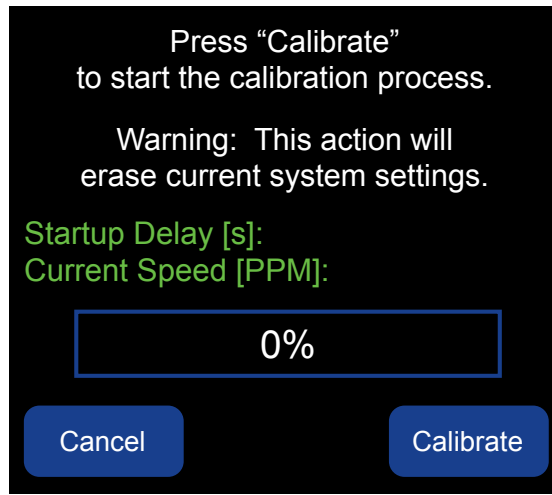 Press “Calibrate”
to start the calibration process.
Warning:  This action will
erase current system settings.
Startup Delay [s]:
Current Speed [PPM]:
0%
Cancel
Calibrate